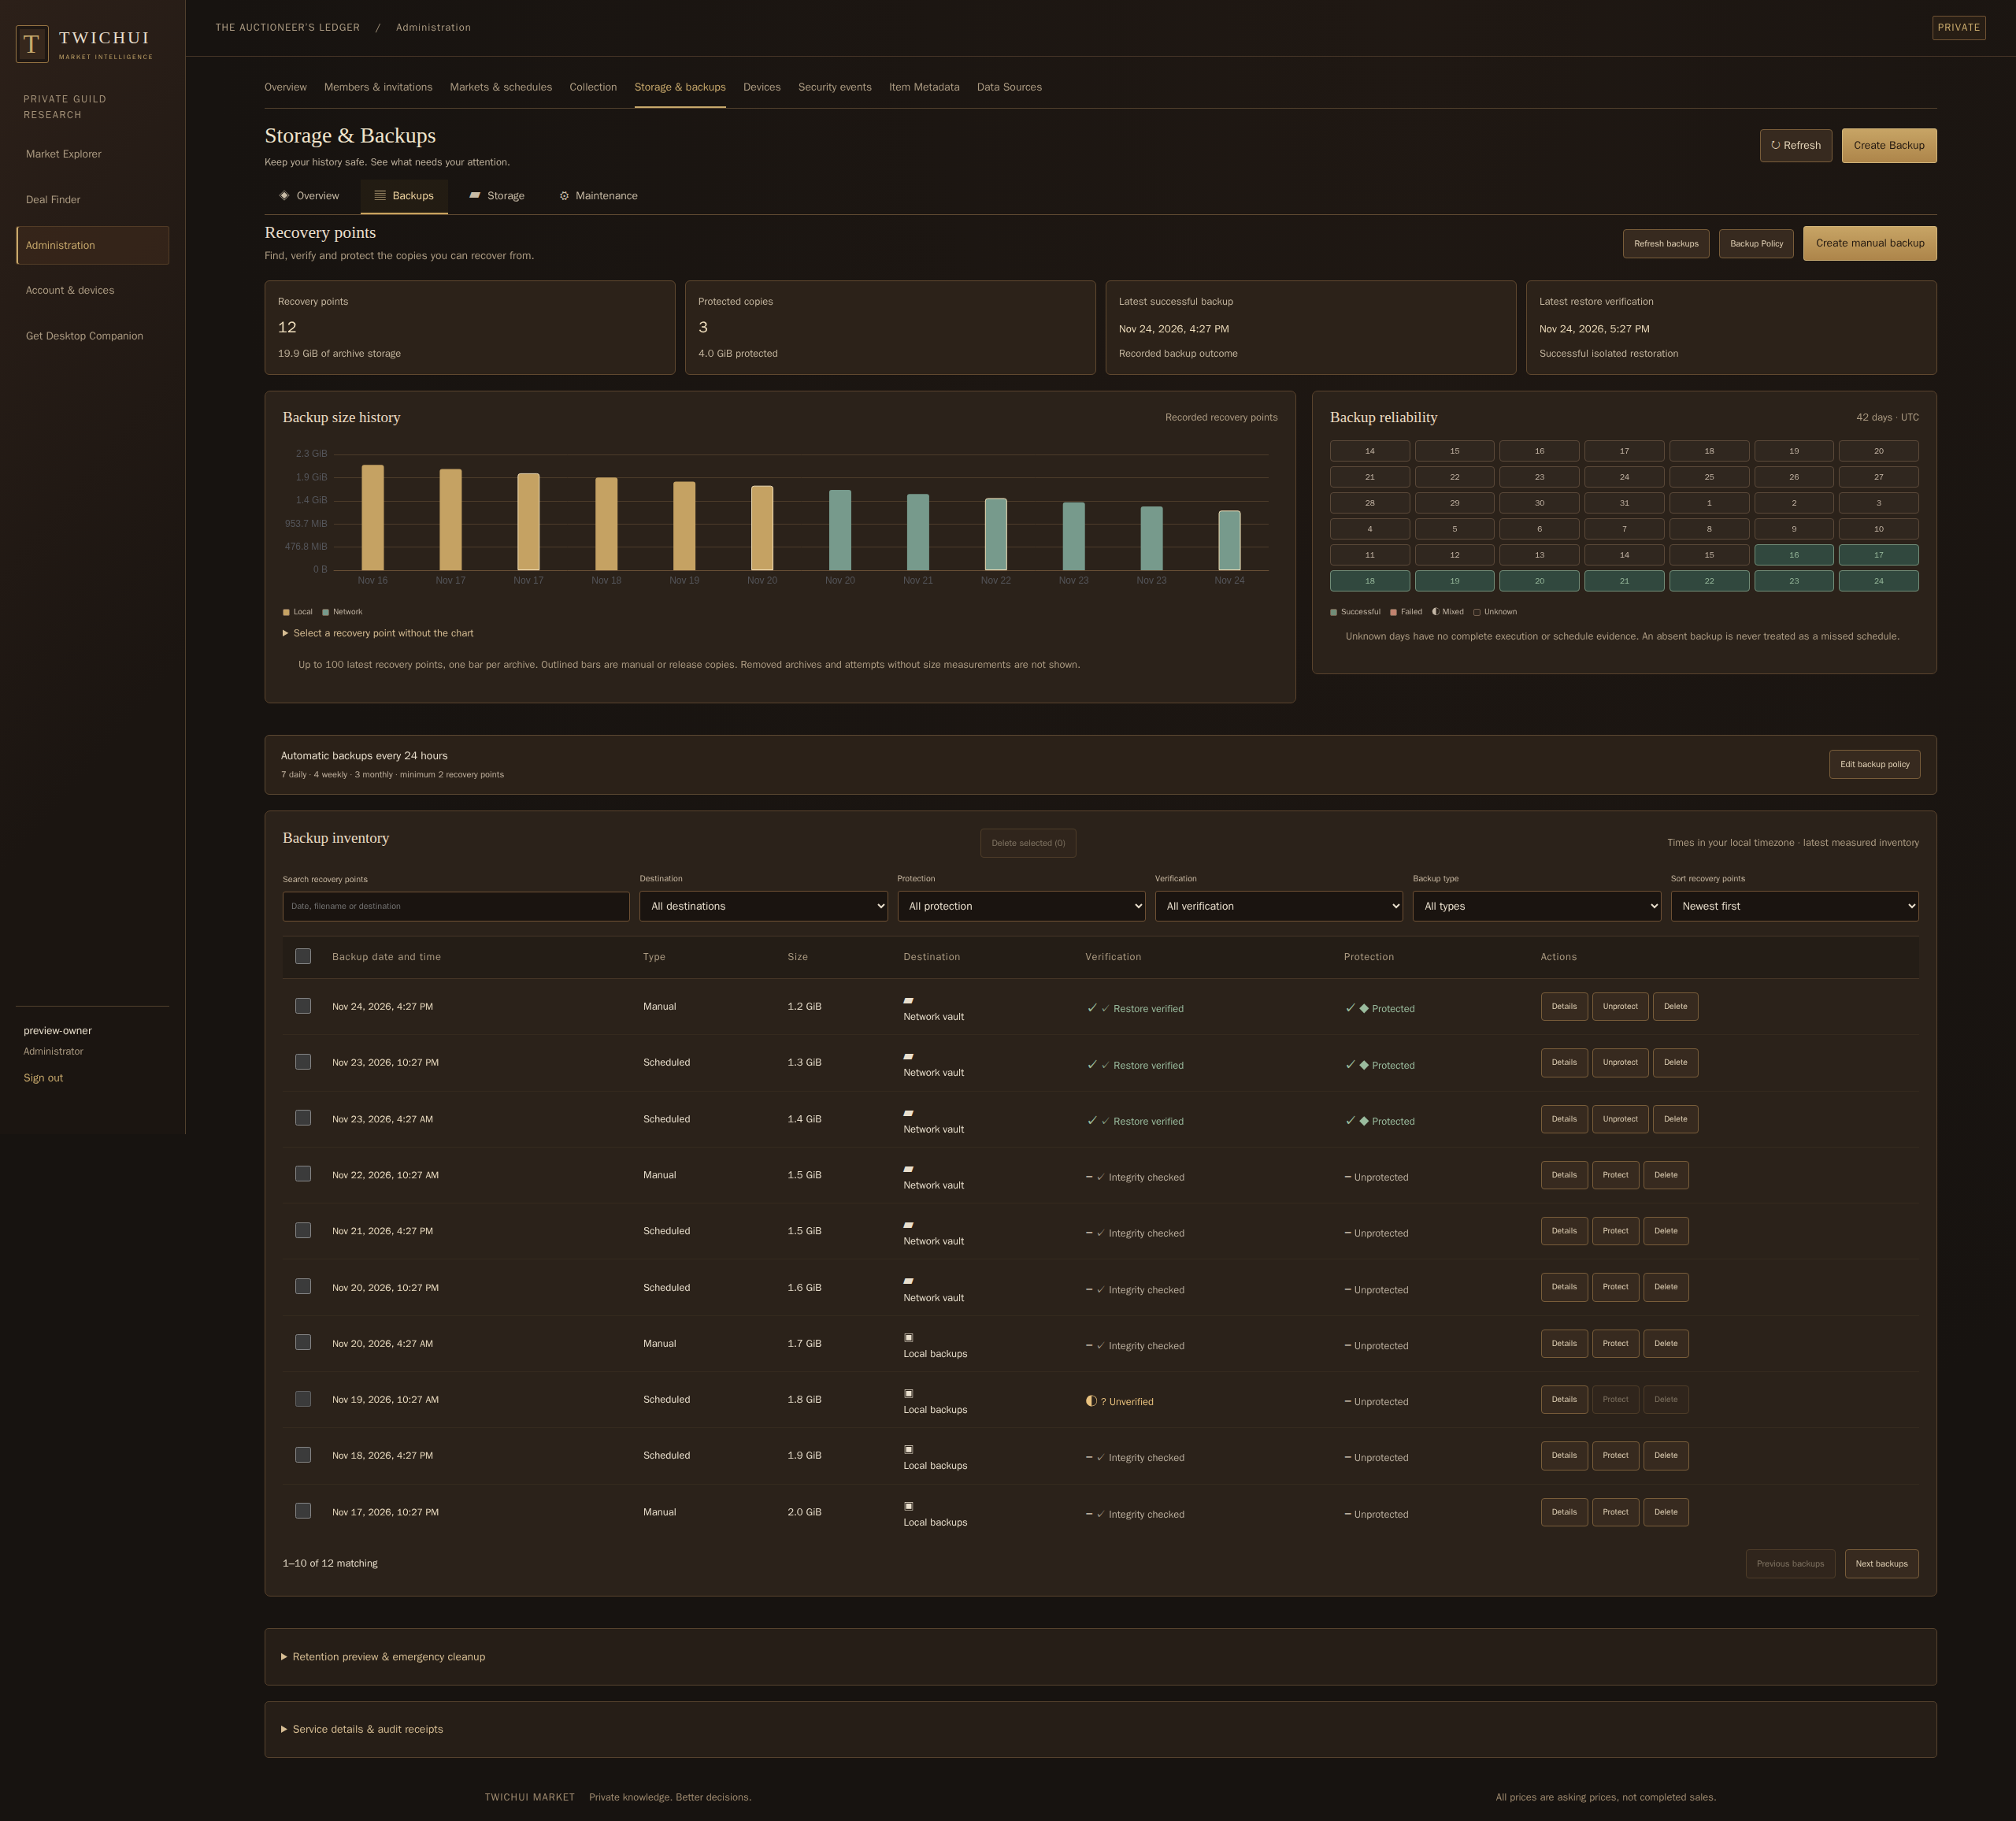 T
TWICHUI
MARKET INTELLIGENCE
PRIVATE GUILD
RESEARCH
Market Explorer
Deal Finder
Administration
Account & devices
Get Desktop Companion
preview-owner
Administrator
Sign out
THE AUCTIONEER'S LEDGER / Administration
PRIVATE
Overview Members & invitations Markets & schedules Collection Storage & backups Devices Security events Item Metadata Data Sources
Storage & Backups
Keep your history safe. See what needs your attention.
↻ Refresh Create Backup
◈ Overview Backups Storage ⚙ Maintenance
Recovery points
Find, verify and protect the copies you can recover from.
Refresh backups Backup Policy Create manual backup
Recovery points
12
19.9 GiB of archive storage
Protected copies
3
4.0 GiB protected
Latest successful backup
Nov 24, 2026, 4:27 PM
Recorded backup outcome
Latest restore verification
Nov 24, 2026, 5:27 PM
Successful isolated restoration
Backup size history Recorded recovery points
2.3 GiB
1.9 GiB
1.4 GiB
953.7 MiB
476.8 MiB
0 B
Nov 16 Nov 17 Nov 17 Nov 18 Nov 19 Nov 20 Nov 20 Nov 21 Nov 22 Nov 23 Nov 23 Nov 24
Local Network
▶ Select a recovery point without the chart
Up to 100 latest recovery points, one bar per archive. Outlined bars are manual or release copies. Removed archives and attempts without size measurements are not shown.
Backup reliability 42 days · UTC
14 15 16 17 18 19 20
21 22 23 24 25 26 27
28 29 30 31 1 2 3
4 5 6 7 8 9 10
11 12 13 14 15 16 17
18 19 20 21 22 23 24
Successful Failed Mixed Unknown
Unknown days have no complete execution or schedule evidence. An absent backup is never treated as a missed schedule.
Automatic backups every 24 hours
7 daily · 4 weekly · 3 monthly · minimum 2 recovery points
Edit backup policy
Backup inventory Delete selected (0) Times in your local timezone · latest measured inventory
Search recovery points Destination Protection Verification Backup type Sort recovery points
Date, filename or destination All destinations All protection All verification All types Newest first
Backup date and time Type Size Destination Verification Protection Actions
Nov 24, 2026, 4:27 PM Manual 1.2 GiB Network vault ✓ ✓ Restore verified ✓ ◆ Protected Details Unprotect Delete
Nov 23, 2026, 10:27 PM Scheduled 1.3 GiB Network vault ✓ ✓ Restore verified ✓ ◆ Protected Details Unprotect Delete
Nov 23, 2026, 4:27 AM Scheduled 1.4 GiB Network vault ✓ ✓ Restore verified ✓ ◆ Protected Details Unprotect Delete
Nov 22, 2026, 10:27 AM Manual 1.5 GiB Network vault – ✓ Integrity checked – Unprotected Details Protect Delete
Nov 21, 2026, 4:27 PM Scheduled 1.5 GiB Network vault – ✓ Integrity checked – Unprotected Details Protect Delete
Nov 20, 2026, 10:27 PM Scheduled 1.6 GiB Network vault – ✓ Integrity checked – Unprotected Details Protect Delete
Nov 20, 2026, 4:27 AM Manual 1.7 GiB Local backups – ✓ Integrity checked – Unprotected Details Protect Delete
Nov 19, 2026, 10:27 AM Scheduled 1.8 GiB Local backups ? Unverified – Unprotected Details Protect Delete
Nov 18, 2026, 4:27 PM Scheduled 1.9 GiB Local backups – ✓ Integrity checked – Unprotected Details Protect Delete
Nov 17, 2026, 10:27 PM Manual 2.0 GiB Local backups – ✓ Integrity checked – Unprotected Details Protect Delete
1–10 of 12 matching Previous backups Next backups
▶ Retention preview & emergency cleanup
▶ Service details & audit receipts
TWICHUI MARKET Private knowledge. Better decisions. All prices are asking prices, not completed sales.